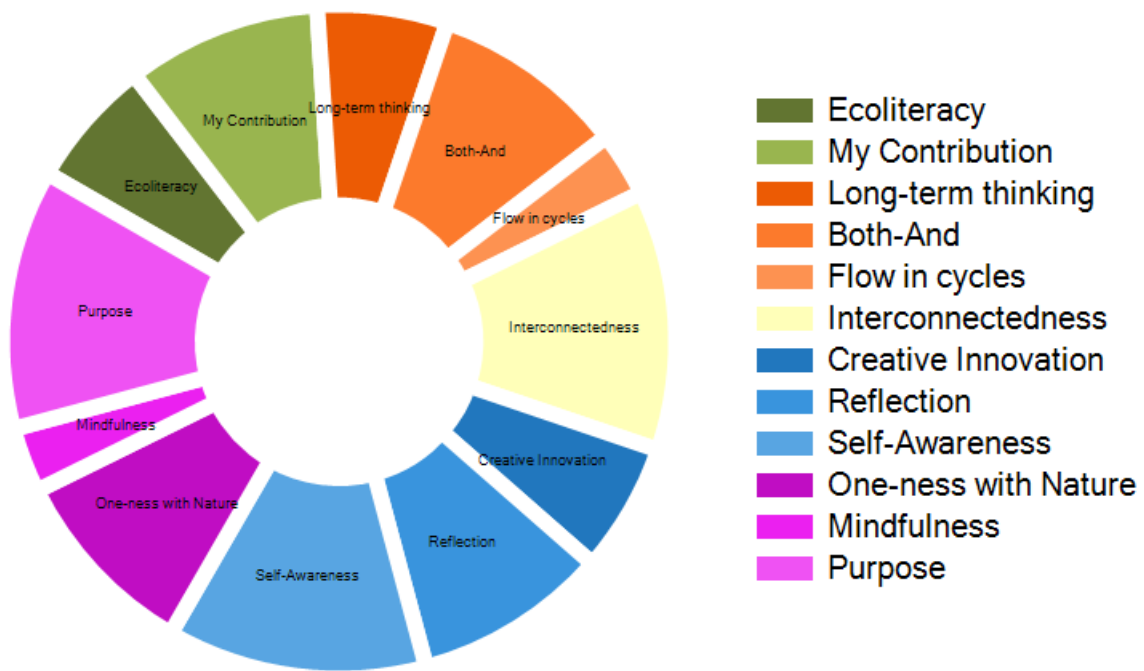 Long-term thinking
My Contribution
Both-And
Ecoliteracy
Flow in cycles
Purpose
Interconnectedness
Mindfulness
Creative Innovation
One-ness with Nature
Reflection
Self-Awareness
Ecoliteracy
My Contribution
Long-term thinking
Both-And
Flow in cycles
Interconnectedness
Creative Innovation
Reflection
Self-Awareness
One-ness with Nature
Mindfulness
Purpose